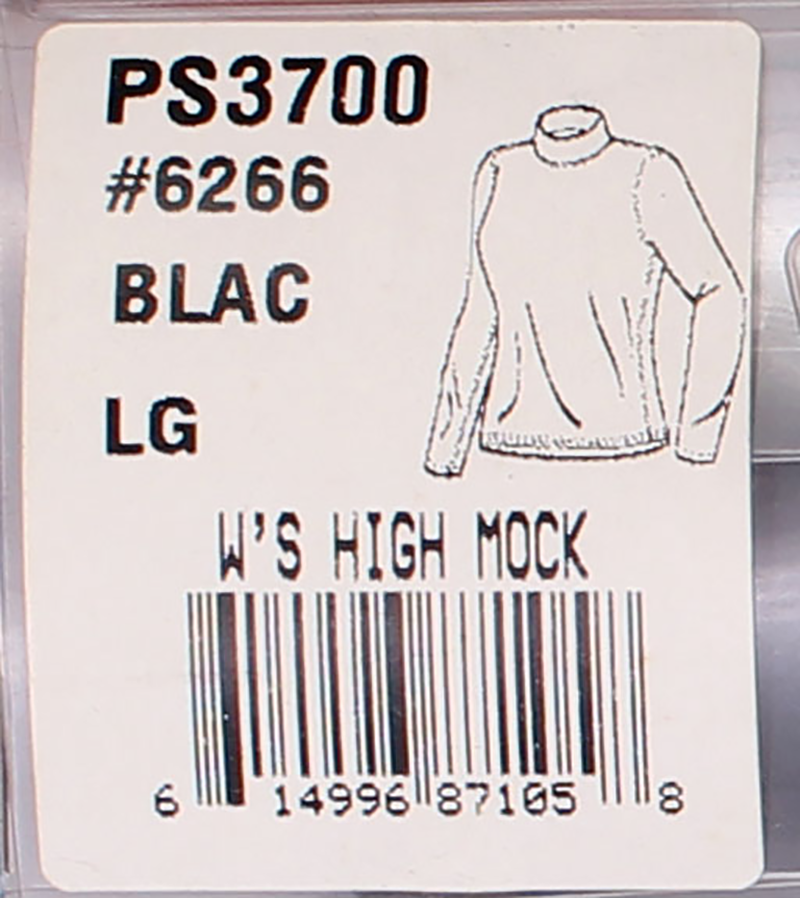 PS3700
#6266
BLAC
LG
W'S HIGH MOCK
6 14996 87105 8